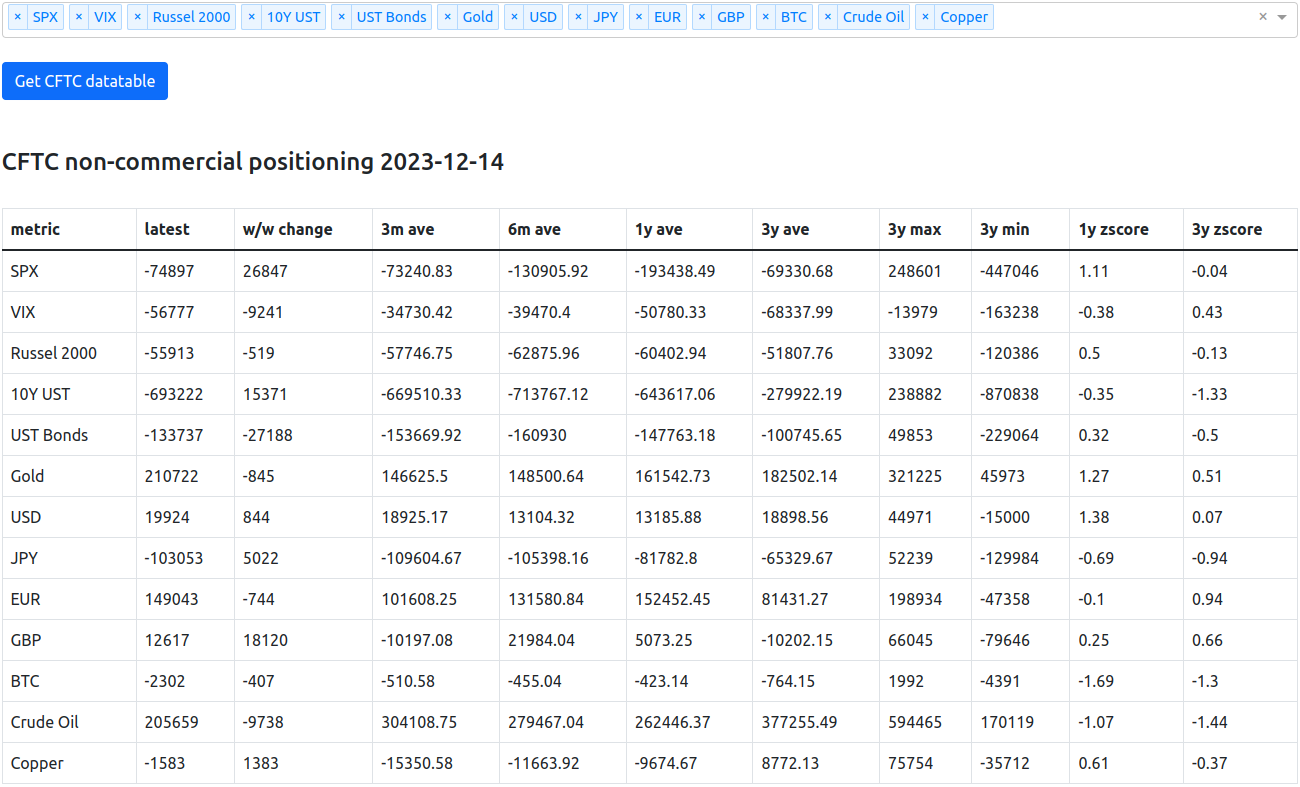 × SPX × VIX × Russel 2000 × 10Y UST × UST Bonds × Gold × USD × JPY × EUR × GBP × BTC × Crude Oil × Copper ×
Get CFTC datatable
CFTC non-commercial positioning 2023-12-14
metric latest w/w change 3m ave 6m ave 1y ave 3y ave 3y max 3y min 1y zscore 3y zscore
SPX -74897 26847 -73240.83 -130905.92 -193438.49 -69330.68 248601 -447046 1.11 -0.04
VIX -56777 -9241 -34730.42 -39470.4 -50780.33 -68337.99 -13979 -163238 -0.38 0.43
Russel 2000 -55913 -519 -57746.75 -62875.96 -60402.94 -51807.76 33092 -120386 0.5 -0.13
10Y UST -693222 15371 -669510.33 -713767.12 -643617.06 -279922.19 238882 -870838 -0.35 -1.33
UST Bonds -133737 -27188 -153669.92 -160930 -147763.18 -100745.65 49853 -229064 0.32 -0.5
Gold 210722 -845 146625.5 148500.64 161542.73 182502.14 321225 45973 1.27 0.51
USD 19924 844 18925.17 13104.32 13185.88 18898.56 44971 -15000 1.38 0.07
JPY -103053 5022 -109604.67 -105398.16 -81782.8 -65329.67 52239 -129984 -0.69 -0.94
EUR 149043 -744 101608.25 131580.84 152452.45 81431.27 198934 -47358 -0.1 0.94
GBP 12617 18120 -10197.08 21984.04 5073.25 -10202.15 66045 -79646 0.25 0.66
BTC -2302 -407 -510.58 -455.04 -423.14 -764.15 1992 -4391 -1.69 -1.3
Crude Oil 205659 -9738 304108.75 279467.04 262446.37 377255.49 594465 170119 -1.07 -1.44
Copper -1583 1383 -15350.58 -11663.92 -9674.67 8772.13 75754 -35712 0.61 -0.37